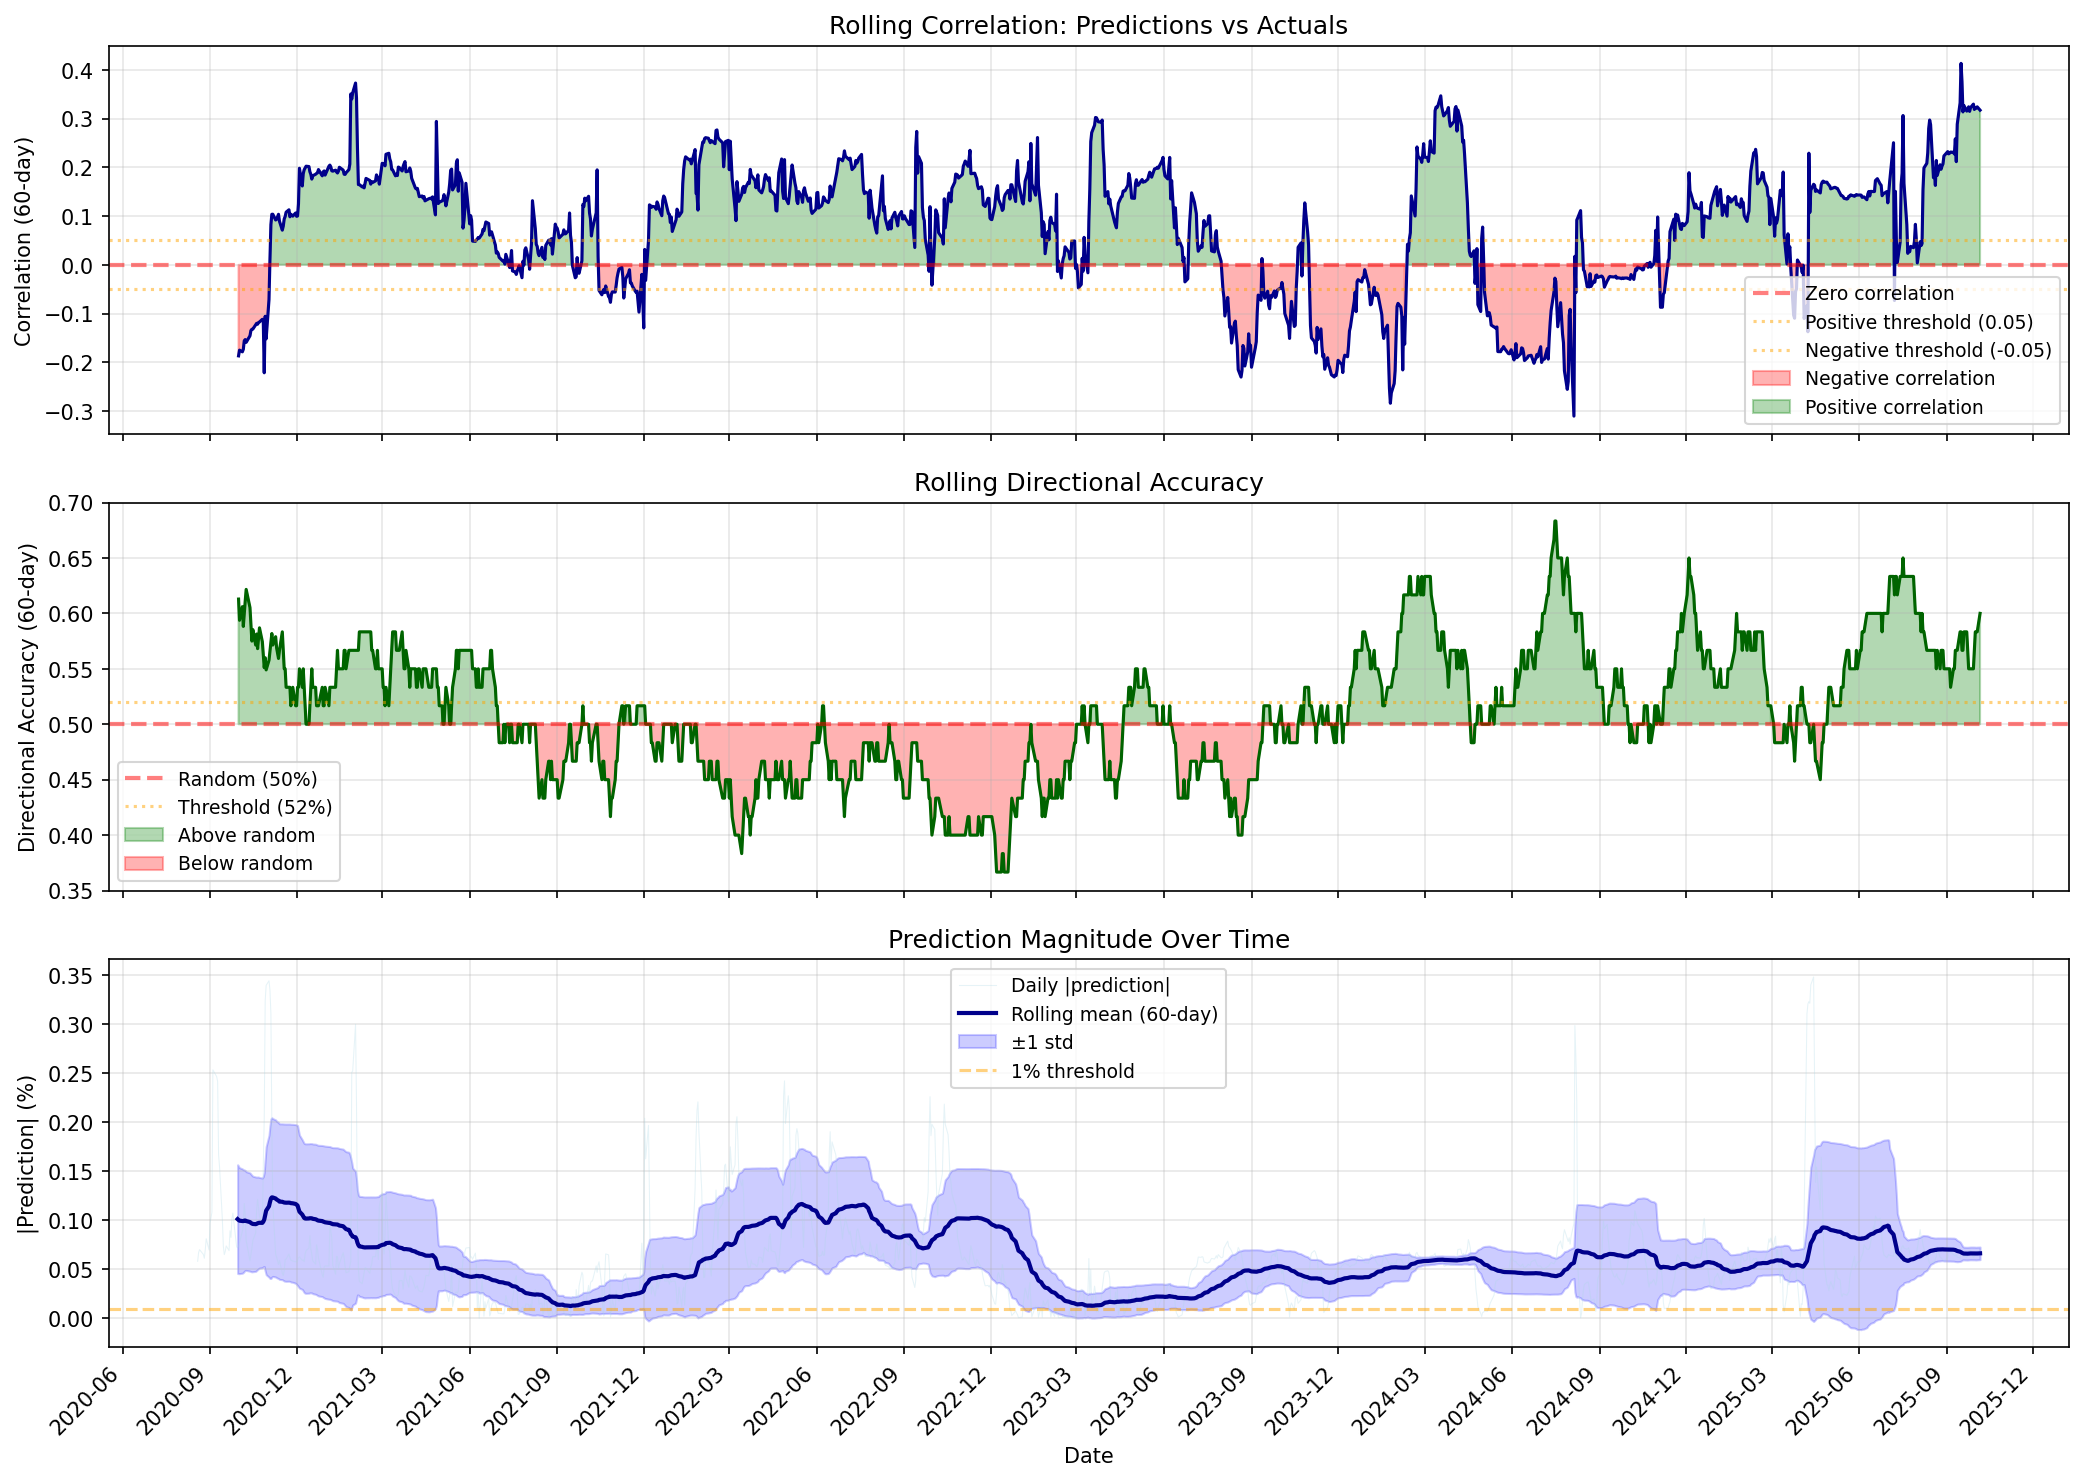 Rolling Correlation: Predictions vs Actuals
Correlation (60-day)
0.4
0.3
0.2
0.1
0.0
−0.1
−0.2
−0.3
Zero correlation
Positive threshold (0.05)
Negative threshold (-0.05)
Negative correlation
Positive correlation
Rolling Directional Accuracy
Directional Accuracy (60-day)
0.70
0.65
0.60
0.55
0.50
0.45
0.40
0.35
Random (50%)
Threshold (52%)
Above random
Below random
Prediction Magnitude Over Time
|Prediction| (%)
0.35
0.30
0.25
0.20
0.15
0.10
0.05
0.00
Daily |prediction|
Rolling mean (60-day)
±1 std
1% threshold
2020-06
2020-09
2020-12
2021-03
2021-06
2021-09
2021-12
2022-03
2022-06
2022-09
2022-12
2023-03
2023-06
2023-09
2023-12
2024-03
2024-06
2024-09
2024-12
2025-03
2025-06
2025-09
2025-12
Date